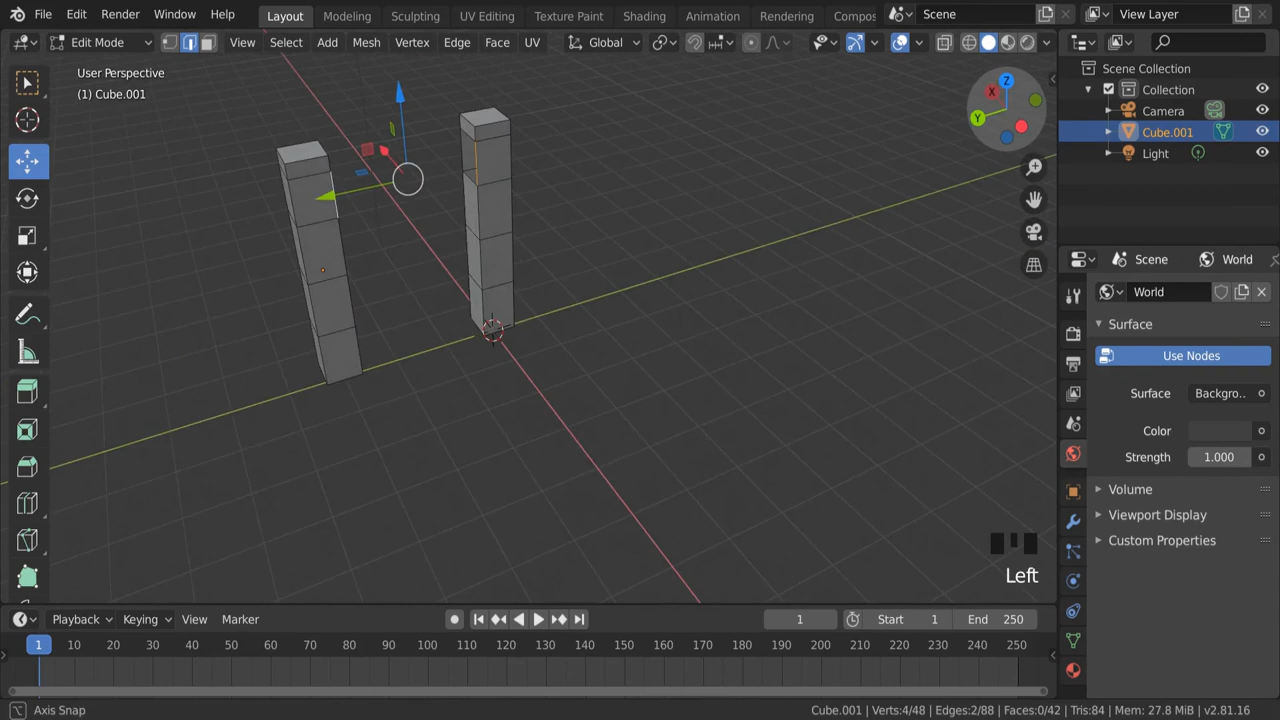 File Edit Render Window Help Layout Modeling Sculpting UV Editing Texture Paint Shading Animation Rendering Compos Scene View Layer
Edit Mode View Select Add Mesh Vertex Edge Face UV Global
User Perspective
(1) Cube.001
Z
X
Y
Scene Collection
Collection
Camera
Cube.001
Light
Scene World
World
Surface
Use Nodes
Surface Backgro..
Color
Strength 1.000
Volume
Viewport Display
Custom Properties
Left
Playback Keying View Marker 1 Start 1 End 250
1 10 20 30 40 50 60 70 80 90 100 110 120 130 140 150 160 170 180 190 200 210 220 230 240 250
Axis Snap Cube.001 | Verts:4/48 | Edges:2/88 | Faces:0/42 | Tris:84 | Mem: 27.8 MiB | v2.81.16